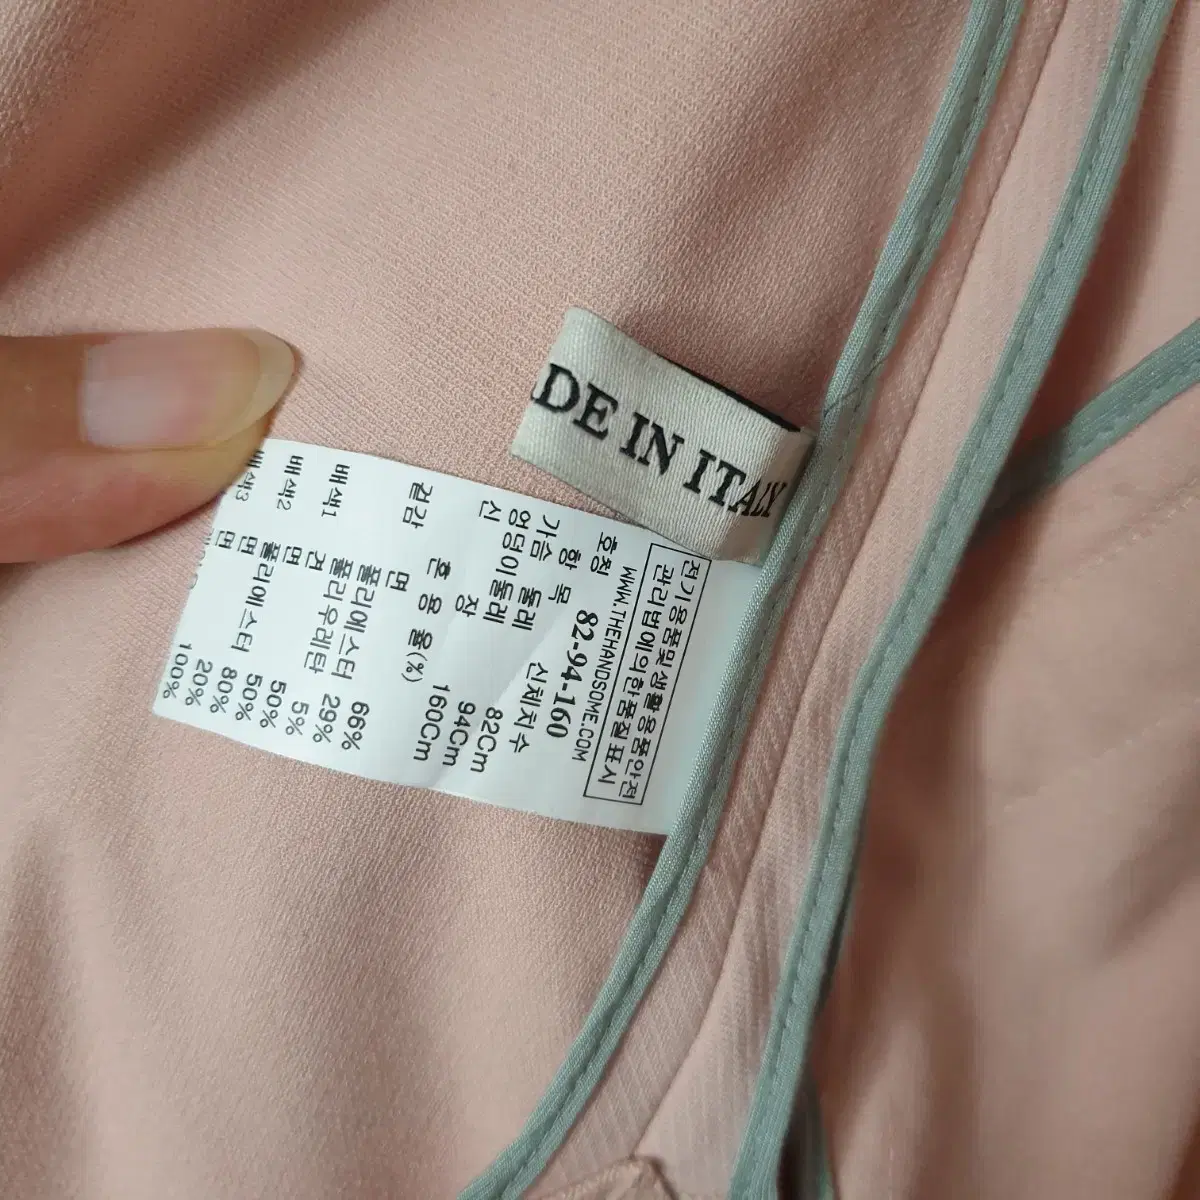 ADE IN ITALY
전기용품및생활용품안전
관리법에의한품질표시
WWW.THEHANDSOME.COM
호칭 82-94-160
항 목 신체치수
가슴 둘레 82Cm
엉덩이둘레 94Cm
신 장 160Cm
혼 용 율(%)
겉감 면 66%
폴리에스터 29%
폴리우레탄 5%
배색1 견 50%
면 50%
배색2 폴리에스터 80%
면 20%
배색3 면 100%